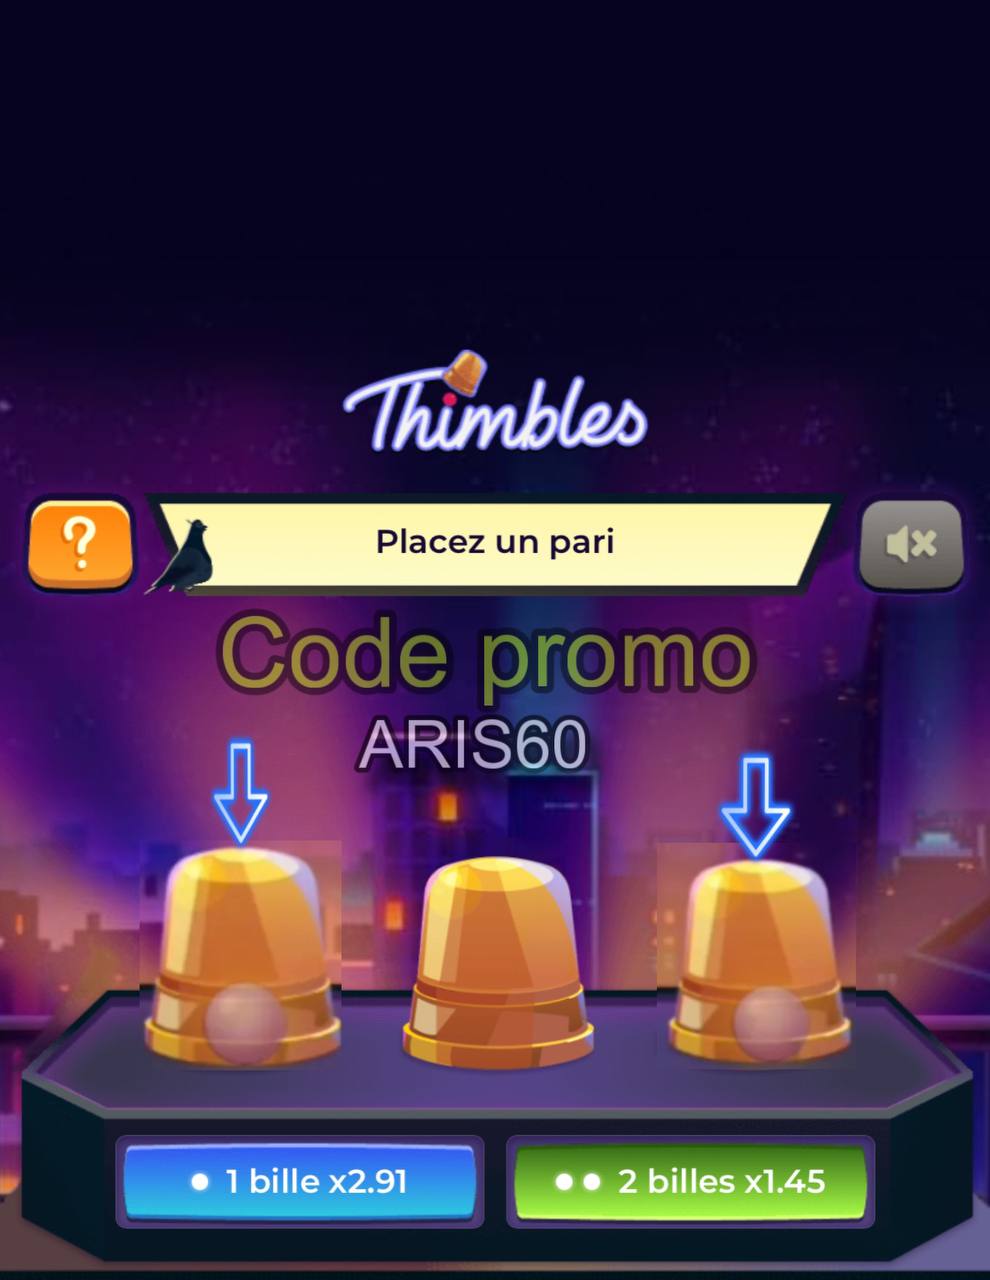 Thimbles
?
Placez un pari
Code promo
ARIS60
1 bille x2.91
2 billes x1.45